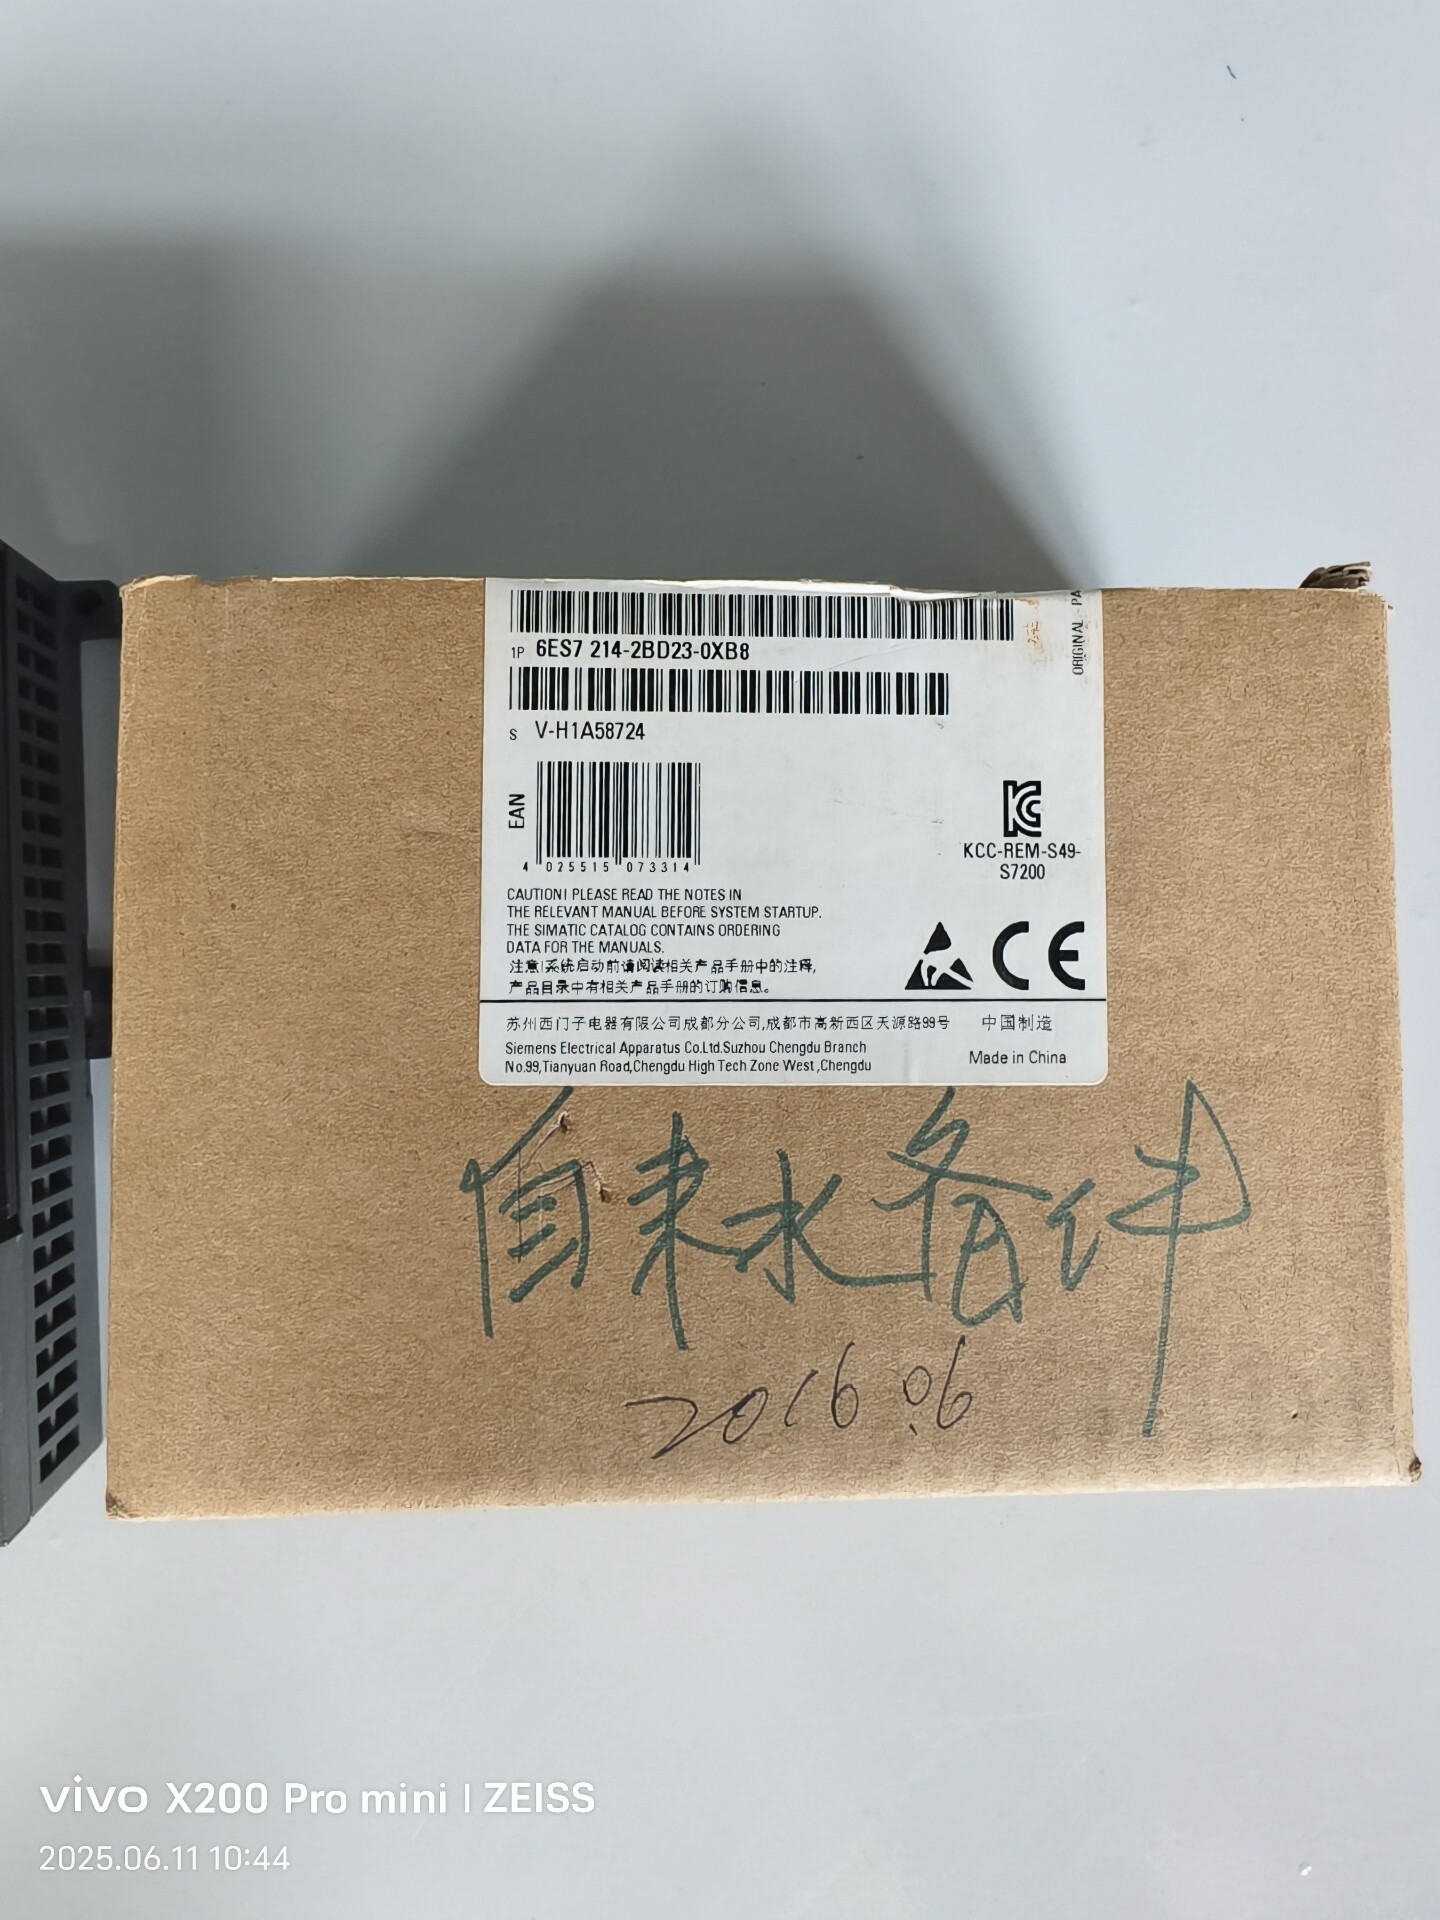 1P 6ES7 214-2BD23-0XB8
S V-H1A58724
EAN
4 025515 073314
ORIGINAL - PA
KCC-REM-S49-
S7200
CAUTION! PLEASE READ THE NOTES IN
THE RELEVANT MANUAL BEFORE SYSTEM STARTUP.
THE SIMATIC CATALOG CONTAINS ORDERING
DATA FOR THE MANUALS.
注意!系统启动前请阅读相关产品手册中的注释,
产品目录中有相关产品手册的订购信息。
CE
苏州西门子电器有限公司成都分公司,成都市高新西区天源路99号 中国制造
Siemens Electrical Apparatus Co.Ltd.Suzhou Chengdu Branch
No.99,Tianyuan Road,Chengdu High Tech Zone West ,Chengdu
Made in China
自来水备件
2016.06
vivo X200 Pro mini | ZEISS
2025.06.11 10:44